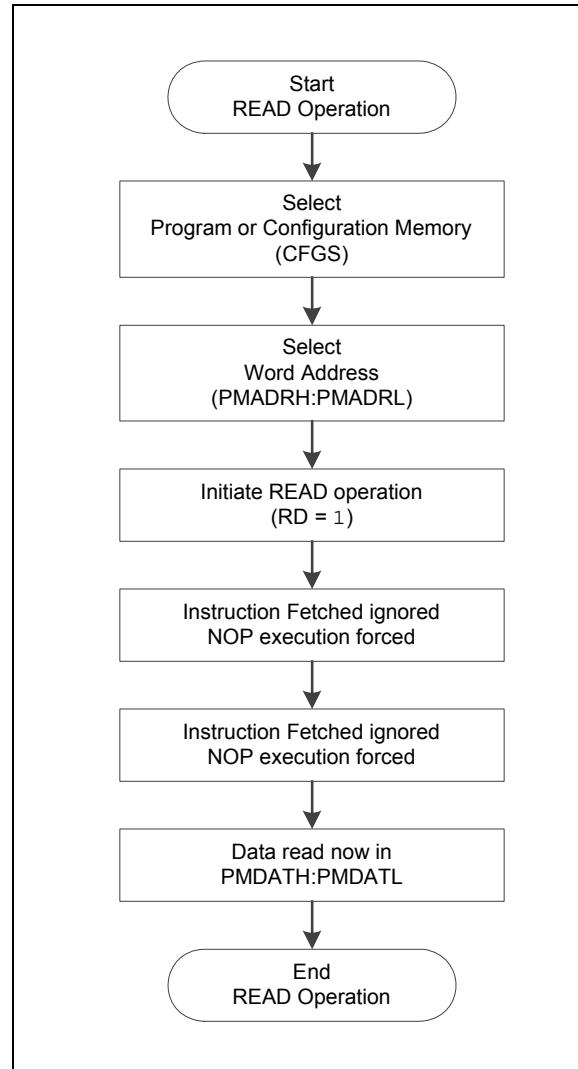 Start
READ Operation
Select
Program or Configuration Memory
(CFGS)
Select
Word Address
(PMADRH:PMADRL)
Initiate READ operation
(RD = 1)
Instruction Fetched ignored
NOP execution forced
Instruction Fetched ignored
NOP execution forced
Data read now in
PMDATH:PMDATL
End
READ Operation